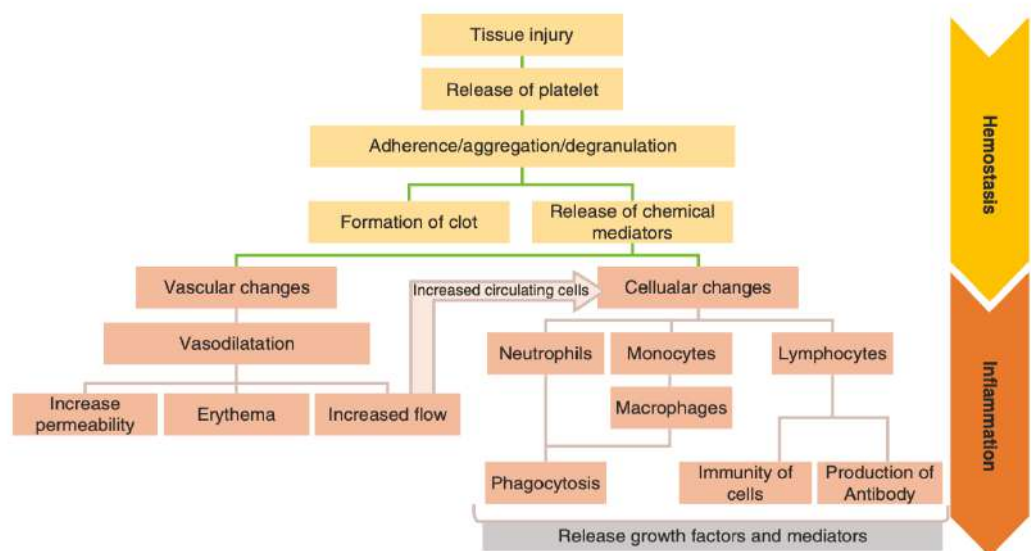 Tissue injury
Release of platelet
Adherence/aggregation/degranulation
Formation of clot
Release of chemical
mediators
Hemostasis
Vascular changes
Increased circulating cells
Cellualar changes
Vasodilatation
Neutrophils
Monocytes
Lymphocytes
Increase
permeability
Erythema
Increased flow
Macrophages
Phagocytosis
Immunity of
cells
Production of
Antibody
Inflammation
Release growth factors and mediators